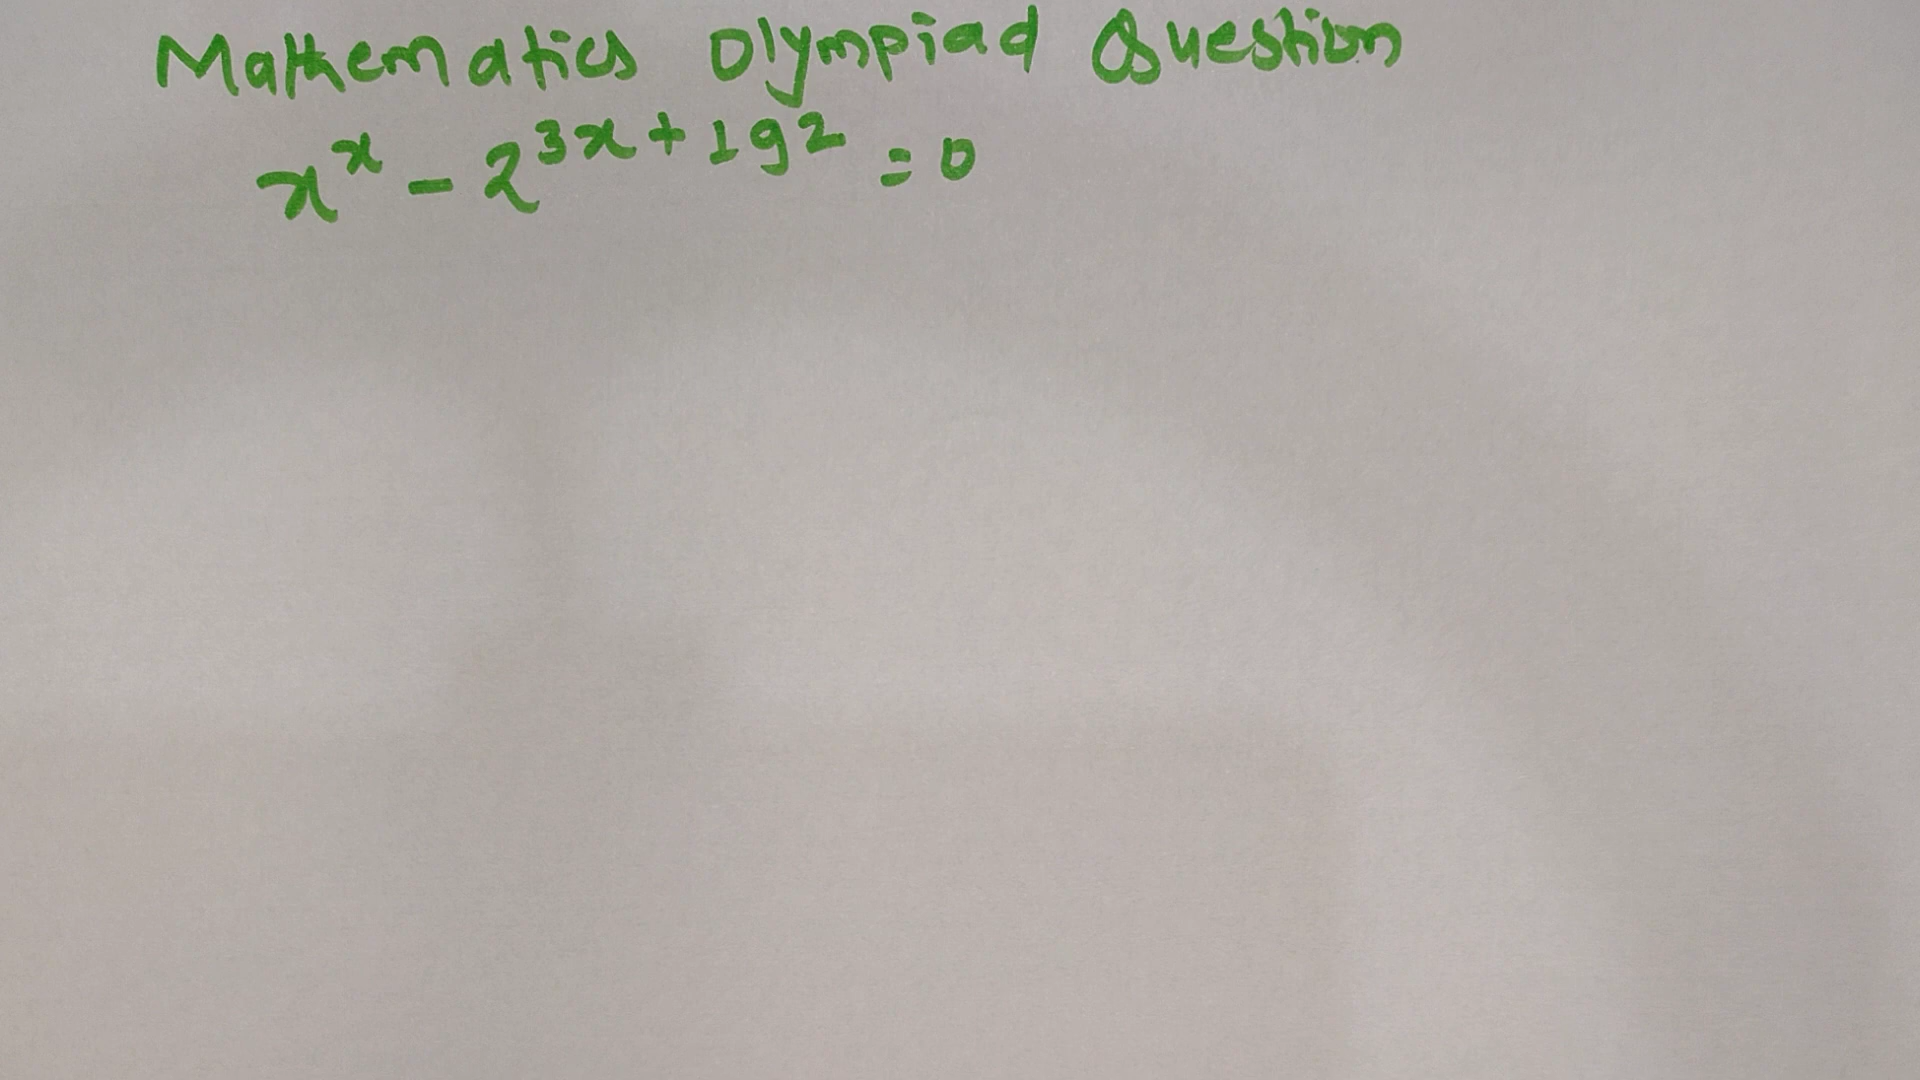 Mathematics Olympiad Question
x^x - 2^{3x+192} = 0